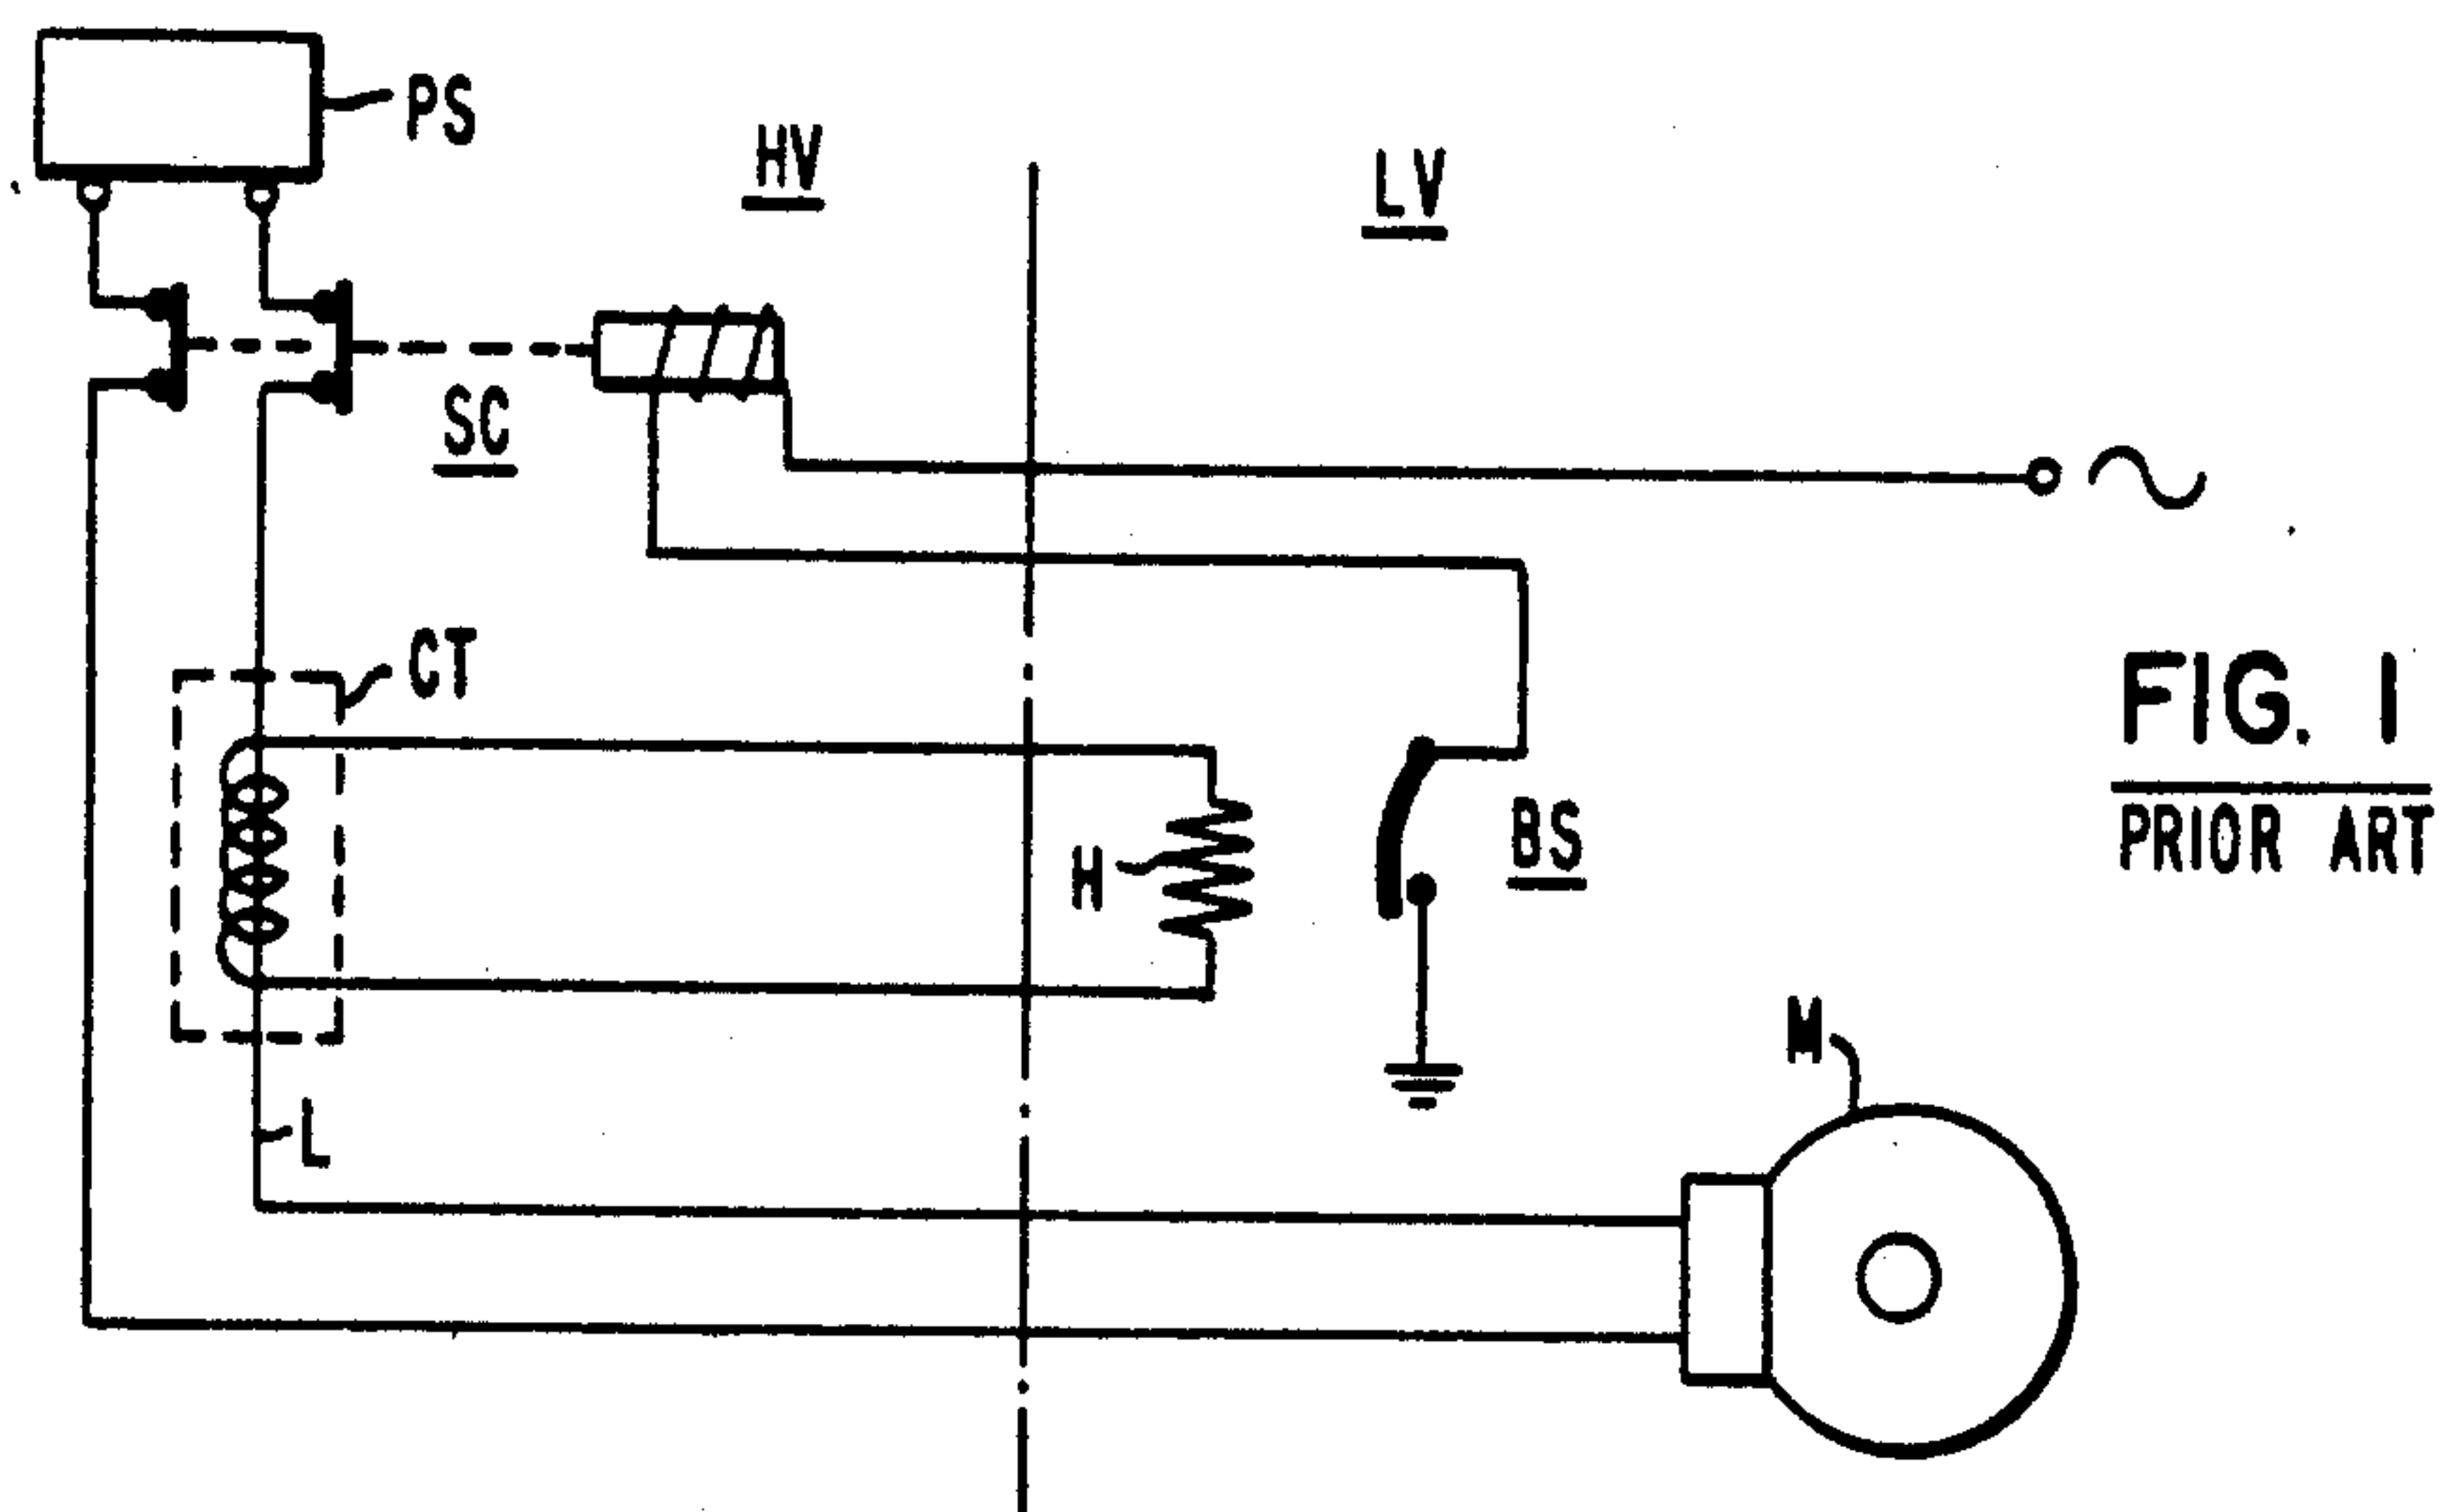 PS
HV
LV
SC
CT
FIG. 1
PRIOR ART
H
BS
M
L